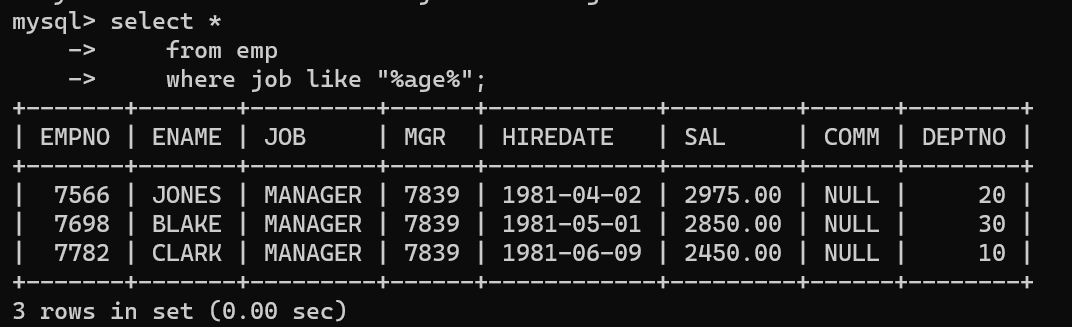 mysql> select *
    ->     from emp
    ->     where job like "%age%";
+-------+-------+---------+------+------------+---------+------+--------+
| EMPNO | ENAME | JOB     | MGR  | HIREDATE   | SAL     | COMM | DEPTNO |
+-------+-------+---------+------+------------+---------+------+--------+
|  7566 | JONES | MANAGER | 7839 | 1981-04-02 | 2975.00 | NULL |     20 |
|  7698 | BLAKE | MANAGER | 7839 | 1981-05-01 | 2850.00 | NULL |     30 |
|  7782 | CLARK | MANAGER | 7839 | 1981-06-09 | 2450.00 | NULL |     10 |
+-------+-------+---------+------+------------+---------+------+--------+
3 rows in set (0.00 sec)